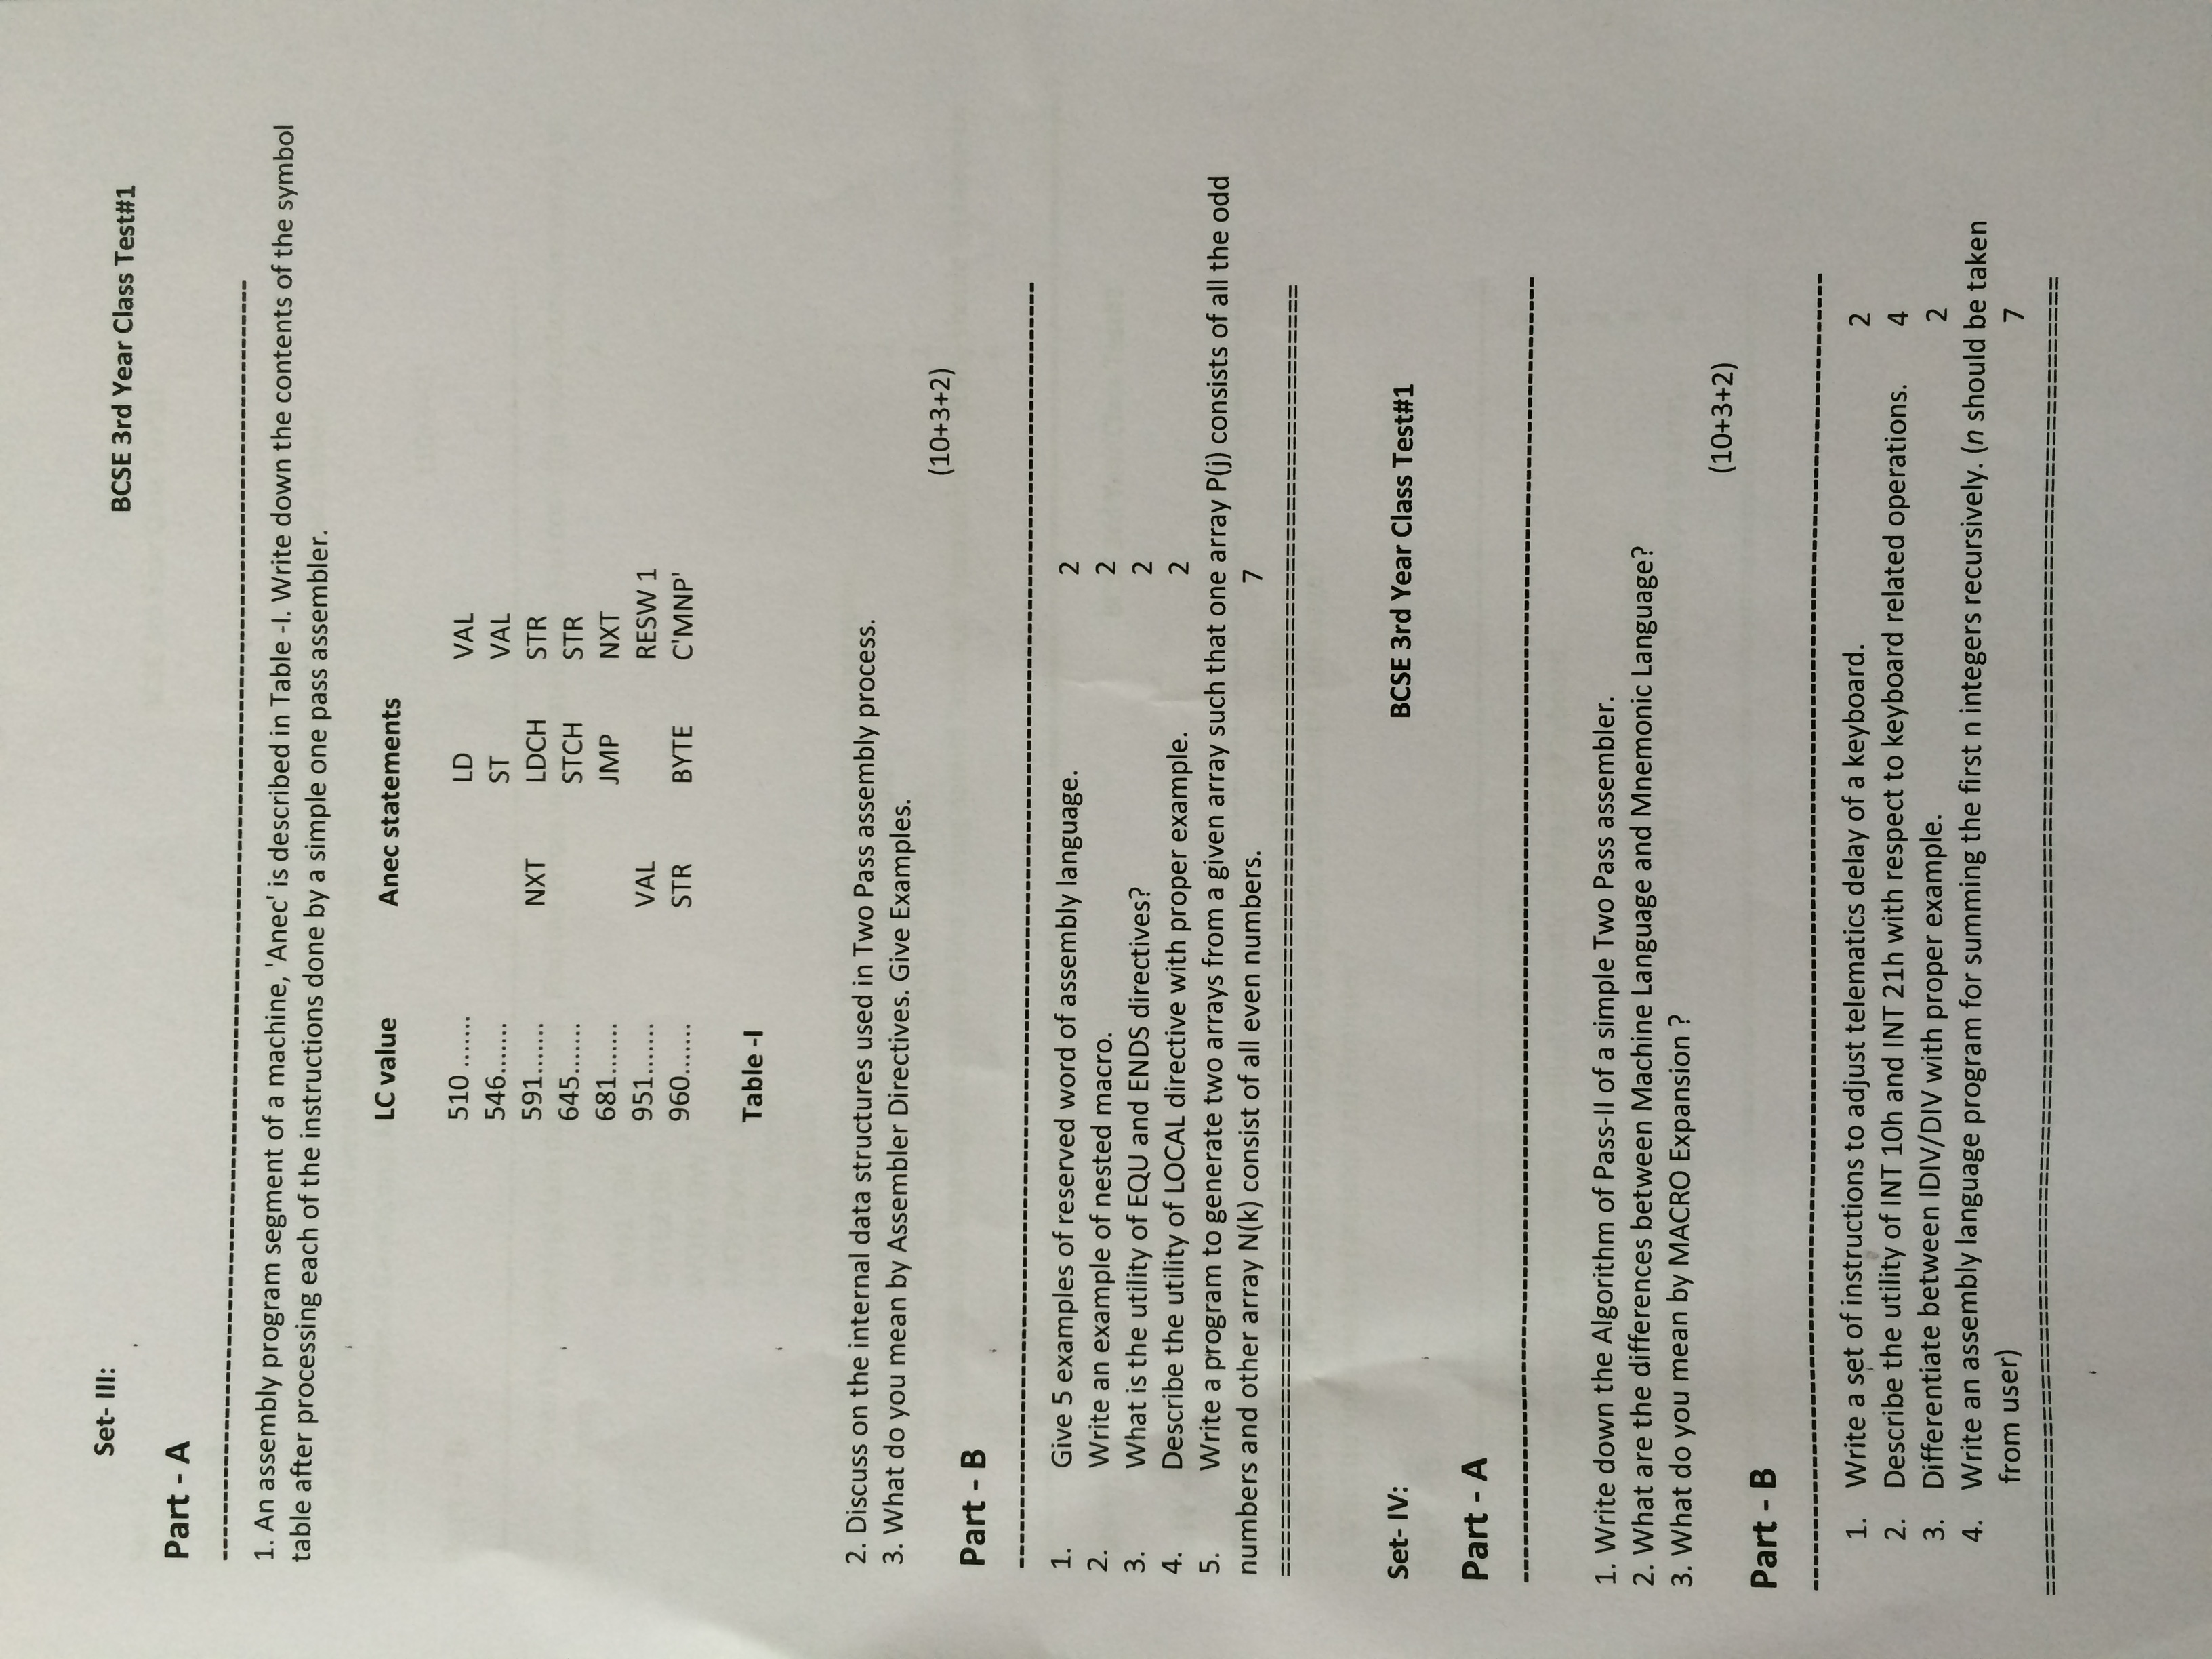 Set- III:
BCSE 3rd Year Class Test#1
Part - A
--------------------------------------------------------------------------------
1. An assembly program segment of a machine, 'Anec' is described in Table -I. Write down the contents of the symbol
table after processing each of the instructions done by a simple one pass assembler.
LC value Anec statements
510 ....... LD VAL
546....... ST VAL
591....... NXT LDCH STR
645....... STCH STR
681....... JMP NXT
951....... VAL RESW 1
960....... STR BYTE C'MNP'
Table -I
2. Discuss on the internal data structures used in Two Pass assembly process.
3. What do you mean by Assembler Directives. Give Examples.
(10+3+2)
Part - B
--------------------------------------------------------------------------------
1. Give 5 examples of reserved word of assembly language. 2
2. Write an example of nested macro. 2
3. What is the utility of EQU and ENDS directives? 2
4. Describe the utility of LOCAL directive with proper example. 2
5. Write a program to generate two arrays from a given array such that one array P(j) consists of all the odd
numbers and other array N(k) consist of all even numbers. 7
================================================================================
Set- IV: BCSE 3rd Year Class Test#1
Part - A
--------------------------------------------------------------------------------
1. Write down the Algorithm of Pass-II of a simple Two Pass assembler.
2. What are the differences between Machine Language and Mnemonic Language?
3. What do you mean by MACRO Expansion ?
(10+3+2)
Part - B
--------------------------------------------------------------------------------
1. Write a set of instructions to adjust telematics delay of a keyboard. 2
2. Describe the utility of INT 10h and INT 21h with respect to keyboard related operations. 4
3. Differentiate between IDIV/DIV with proper example. 2
4. Write an assembly language program for summing the first n integers recursively. (n should be taken
from user) 7
================================================================================